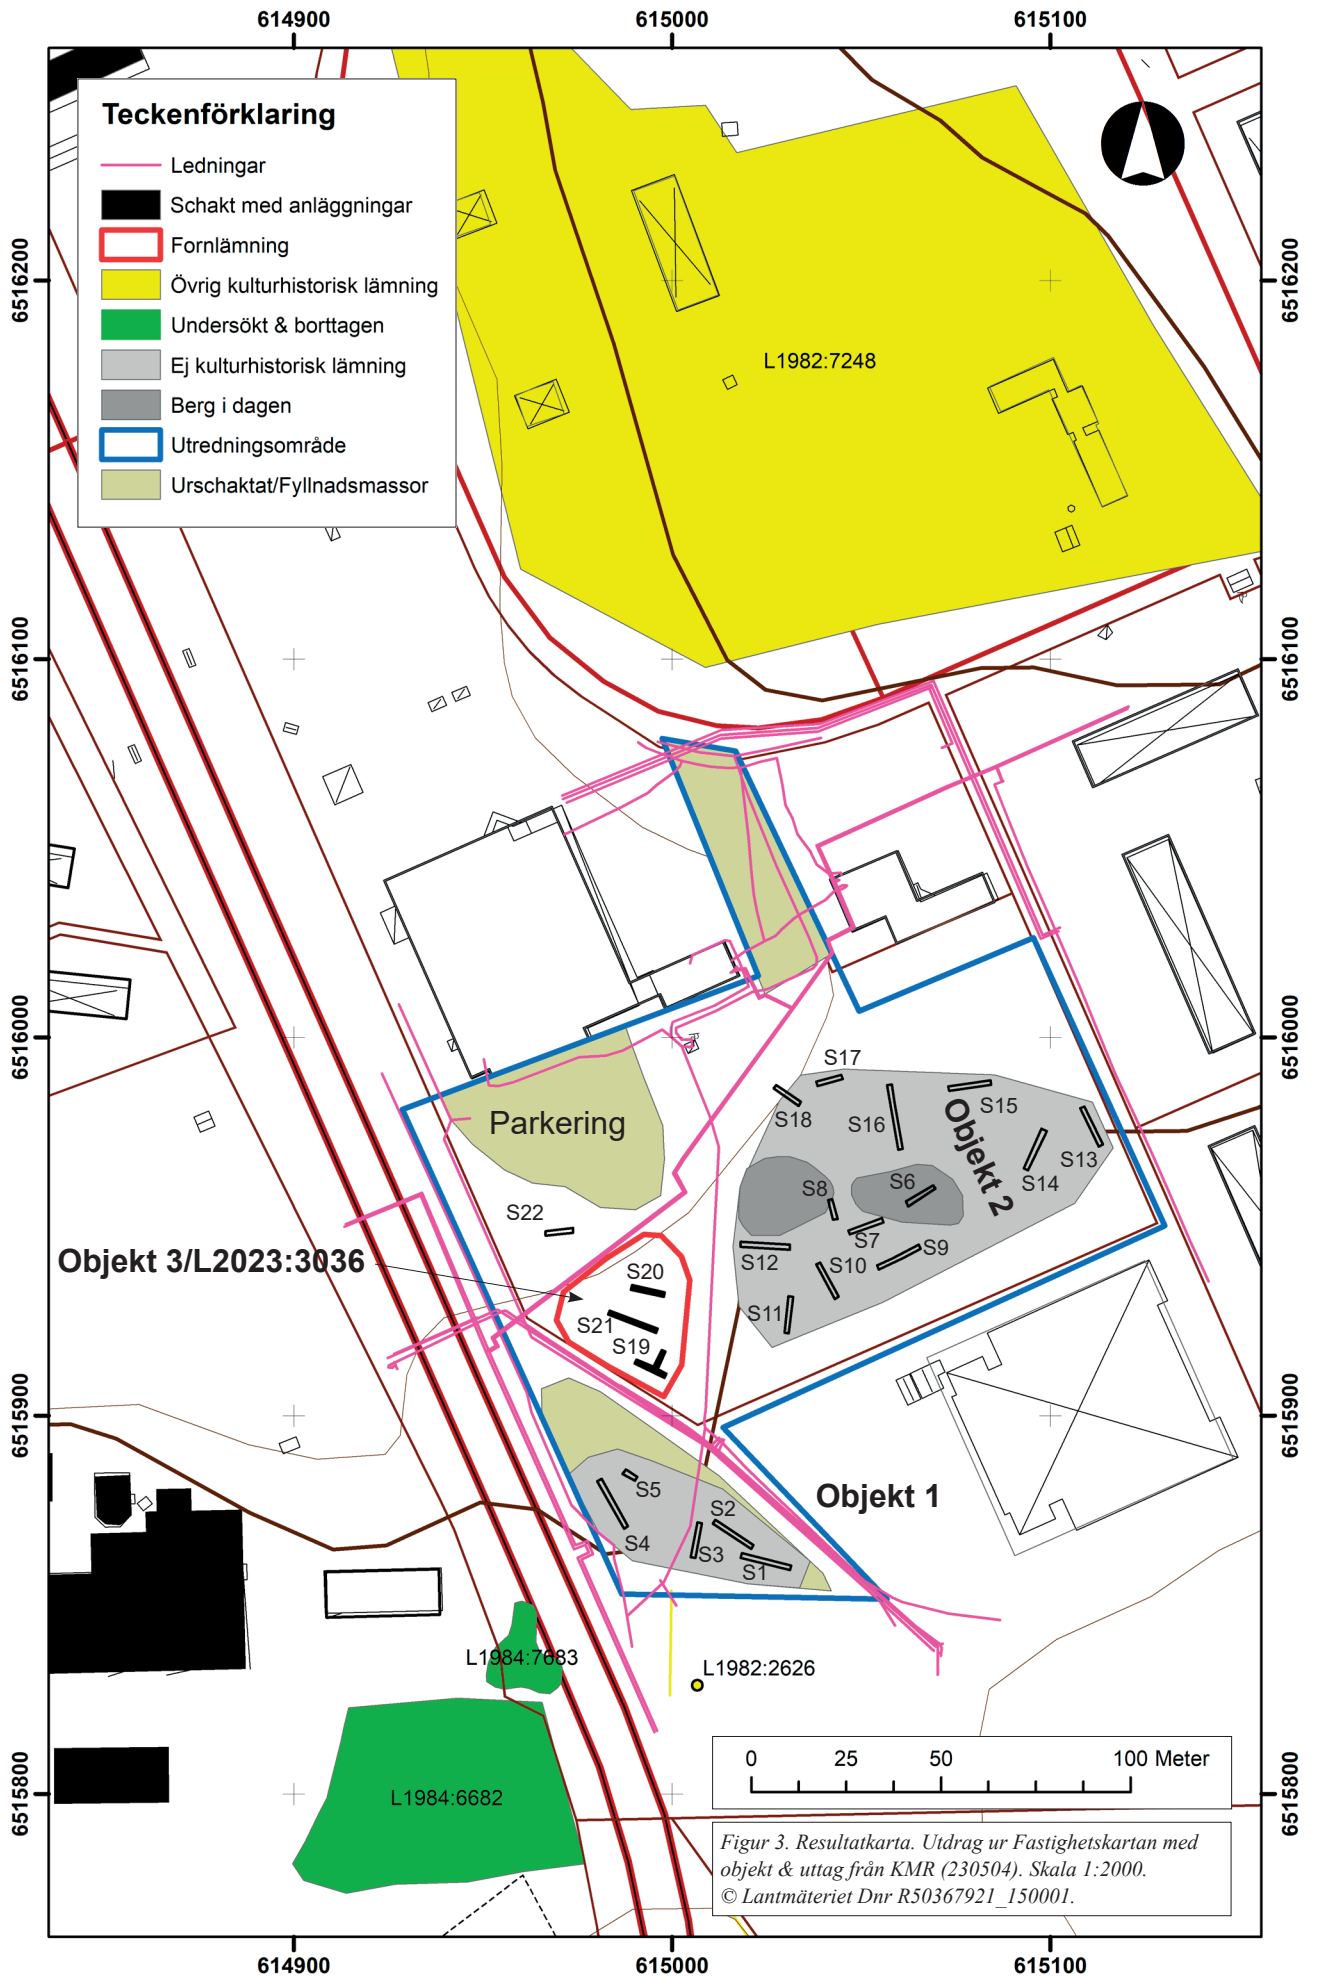 614900
615000
615100
Teckenförklaring
Ledningar
Schakt med anläggningar
Fornlämning
Övrig kulturhistorisk lämning
Undersökt & borttagen
Ej kulturhistorisk lämning
Berg i dagen
Utredningsområde
Urschaktat/Fyllnadsmassor
6516200
6516200
L1982:7248
6516100
6516100
6516000
6516000
S17
S18
S16
S15
Objekt 2
Parkering
S13
S14
S8
S6
S22
S7
S12
S9
S10
Objekt 3/L2023:3036
S20
S11
S21
S19
6515900
6515900
S5
Objekt 1
S2
S4
S3
S1
L1984:7683
L1982:2626
0 25 50 100 Meter
L1984:6682
6515800
6515800
Figur 3. Resultatkarta. Utdrag ur Fastighetskartan med
objekt & uttag från KMR (230504). Skala 1:2000.
© Lantmäteriet Dnr R50367921_150001.
614900
615000
615100